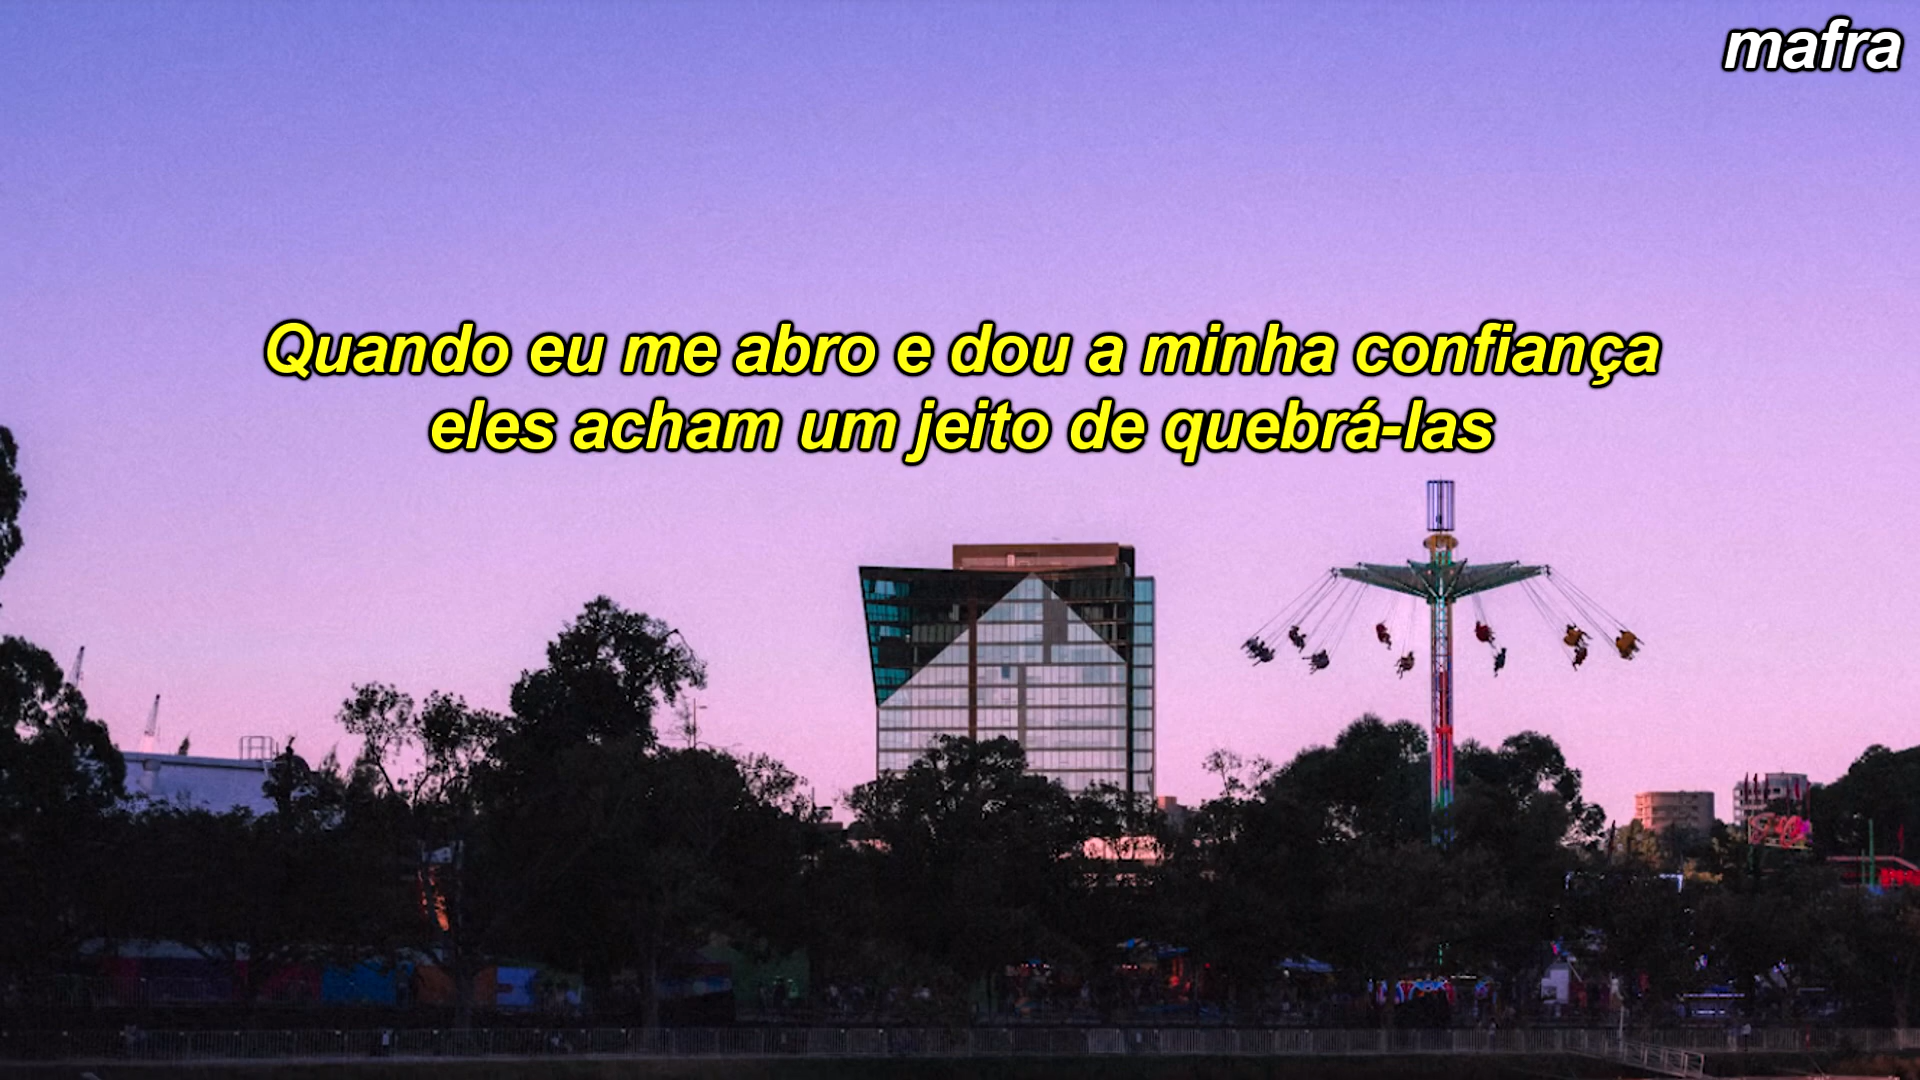 mafra
Quando eu me abro e dou a minha confiança
eles acham um jeito de quebrá-las